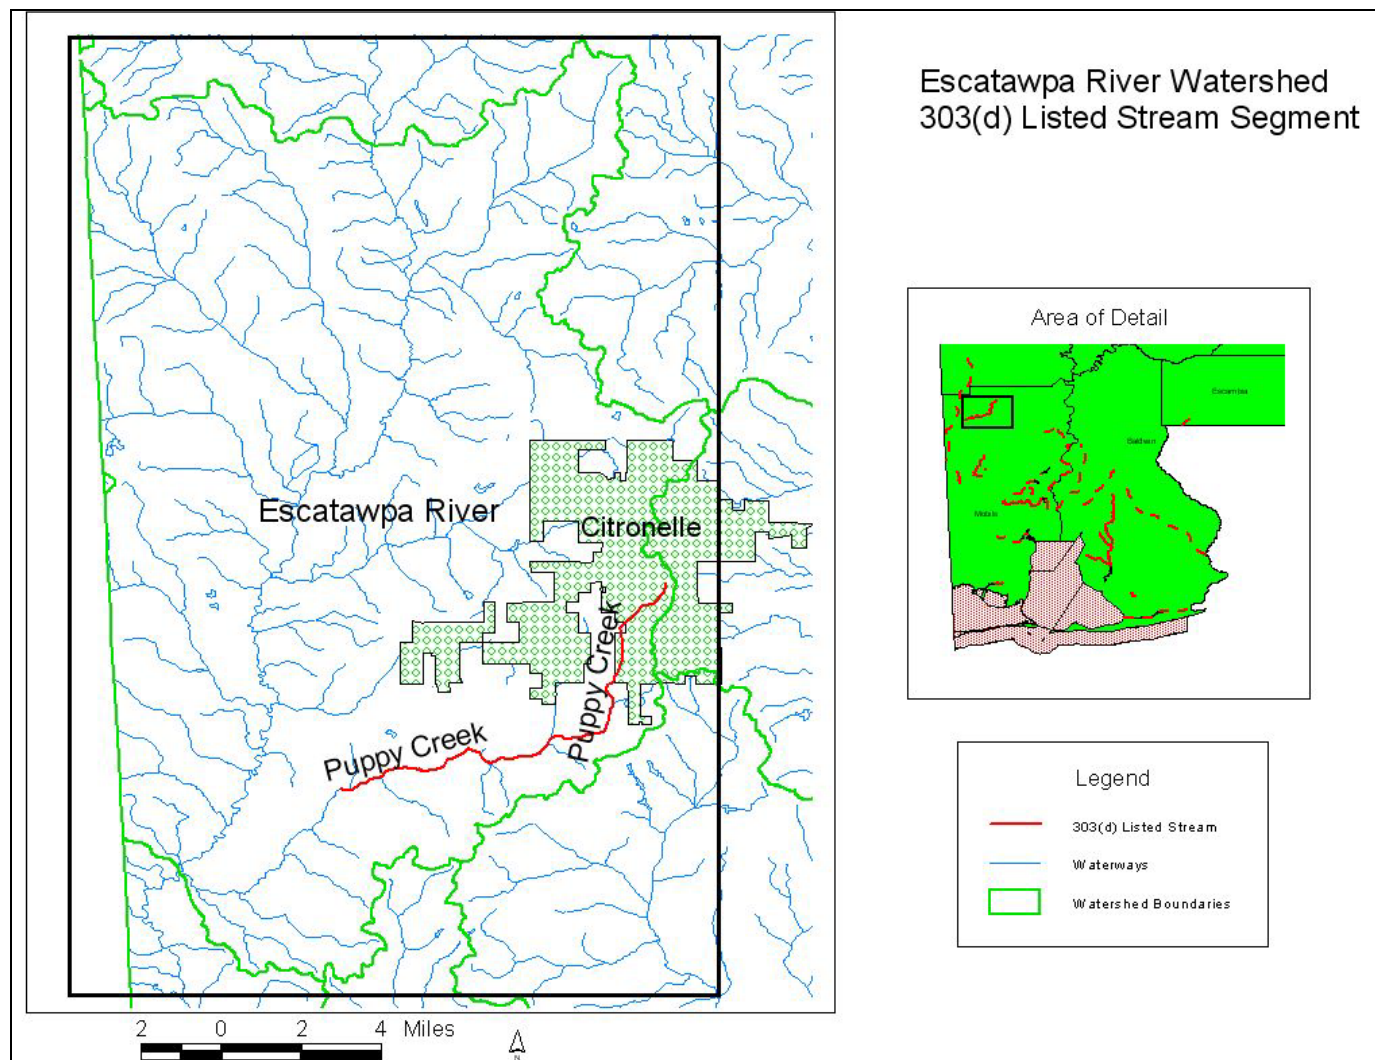 Escatawpa River Watershed
303(d) Listed Stream Segment
Escatawpa River
Citronelle
Puppy Creek
Puppy Creek
Area of Detail
Escambia
Baldwin
Mobile
Legend
303(d) Listed Stream
Waterways
Watershed Boundaries
2 0 2 4 Miles
N